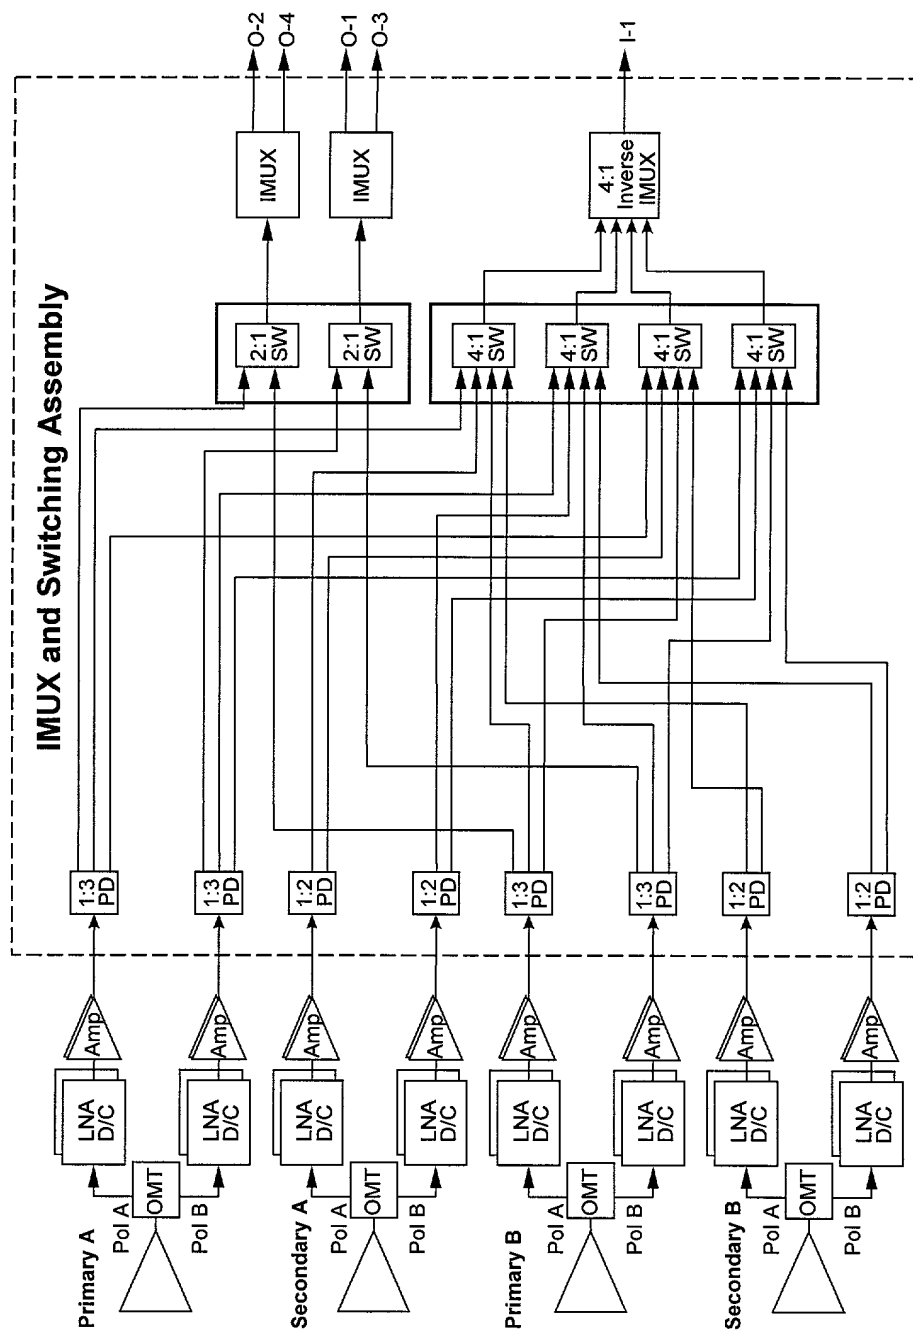 IMUX and Switching Assembly
Primary A
Pol A
OMT
Pol B
LNA
D/C
Amp
1:3
PD
LNA
D/C
Amp
1:3
PD
Secondary A
Pol A
OMT
Pol B
LNA
D/C
Amp
1:2
PD
LNA
D/C
Amp
1:2
PD
Primary B
Pol A
OMT
Pol B
LNA
D/C
Amp
1:3
PD
LNA
D/C
Amp
1:3
PD
Secondary B
Pol A
OMT
Pol B
LNA
D/C
Amp
1:2
PD
LNA
D/C
Amp
1:2
PD
2:1
SW
2:1
SW
4:1
SW
4:1
SW
4:1
SW
4:1
SW
IMUX
IMUX
4:1
Inverse
IMUX
O-2
O-4
O-1
O-3
I-1